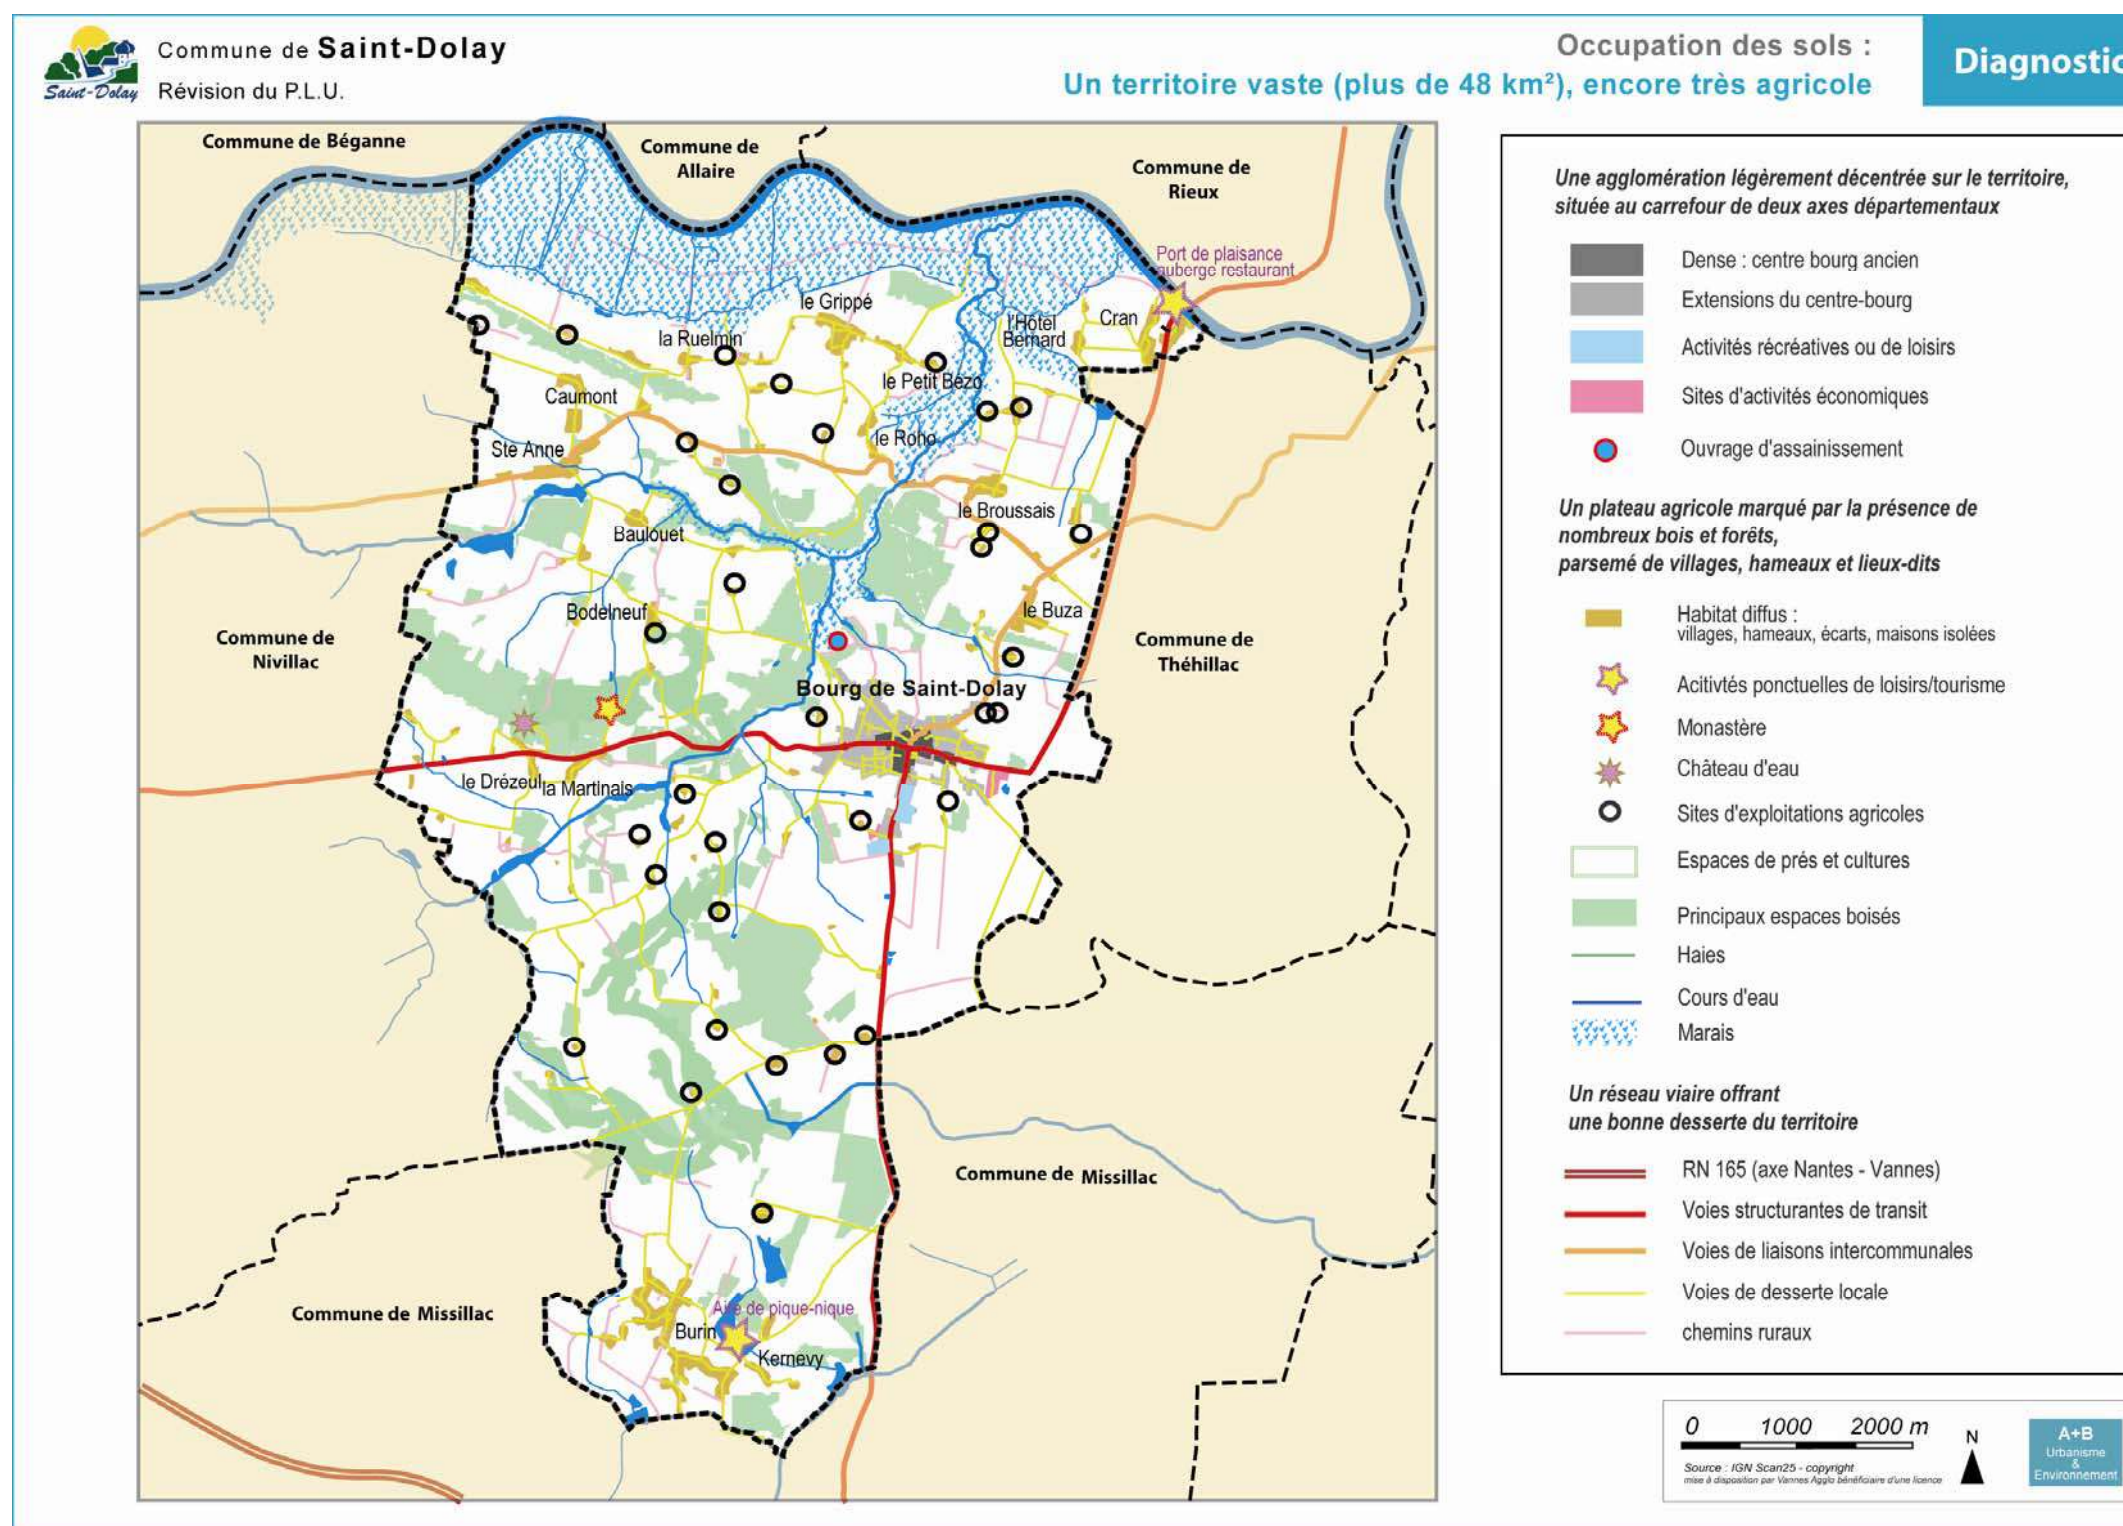 Commune de Saint-Dolay
Révision du P.L.U.
Saint-Dolay
Occupation des sols :
Un territoire vaste (plus de 48 km²), encore très agricole
Diagnostic
Commune de Béganne
Commune de
Allaire
Commune de
Rieux
Port de plaisance
auberge restaurant
le Grippé
l'Hôtel
Bernard
Cran
la Ruelmin
le Petit Bézo
Caumont
le Roho
Ste Anne
le Broussais
Baulouet
Bodelneuf
le Buza
Commune de
Nivillac
Commune de
Théhillac
Bourg de Saint-Dolay
le Drézeul
la Martinais
Commune de Missillac
Commune de Missillac
Aire de pique-nique
Burin
Kernevy
Une agglomération légèrement décentrée sur le territoire,
située au carrefour de deux axes départementaux
Dense : centre bourg ancien
Extensions du centre-bourg
Activités récréatives ou de loisirs
Sites d'activités économiques
Ouvrage d'assainissement
Un plateau agricole marqué par la présence de
nombreux bois et forêts,
parsemé de villages, hameaux et lieux-dits
Habitat diffus :
villages, hameaux, écarts, maisons isolées
Acitivtés ponctuelles de loisirs/tourisme
Monastère
Château d'eau
Sites d'exploitations agricoles
Espaces de prés et cultures
Principaux espaces boisés
Haies
Cours d'eau
Marais
Un réseau viaire offrant
une bonne desserte du territoire
RN 165 (axe Nantes - Vannes)
Voies structurantes de transit
Voies de liaisons intercommunales
Voies de desserte locale
chemins ruraux
0 1000 2000 m
N
Source : IGN Scan25 - copyright
mise à disposition par Vannes Agglo bénéficiaire d'une licence
A+B
Urbanisme
&
Environnement